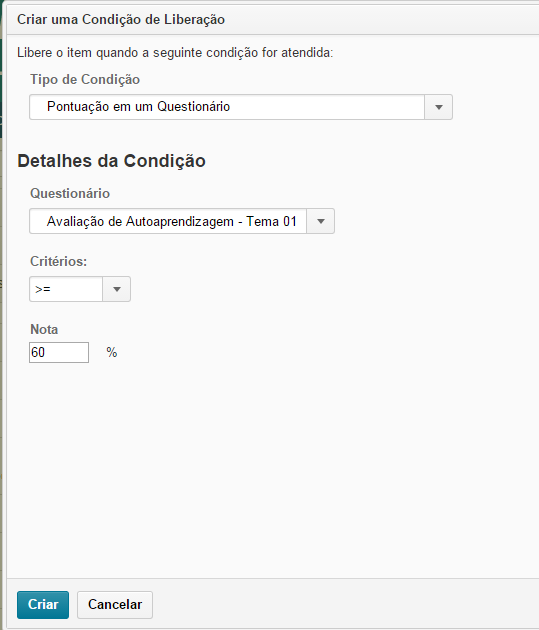 Criar uma Condição de Liberação
Libere o item quando a seguinte condição for atendida:
Tipo de Condição
Pontuação em um Questionário
Detalhes da Condição
Questionário
Avaliação de Autoaprendizagem - Tema 01
Critérios:
>=
Nota
60 %
Criar Cancelar